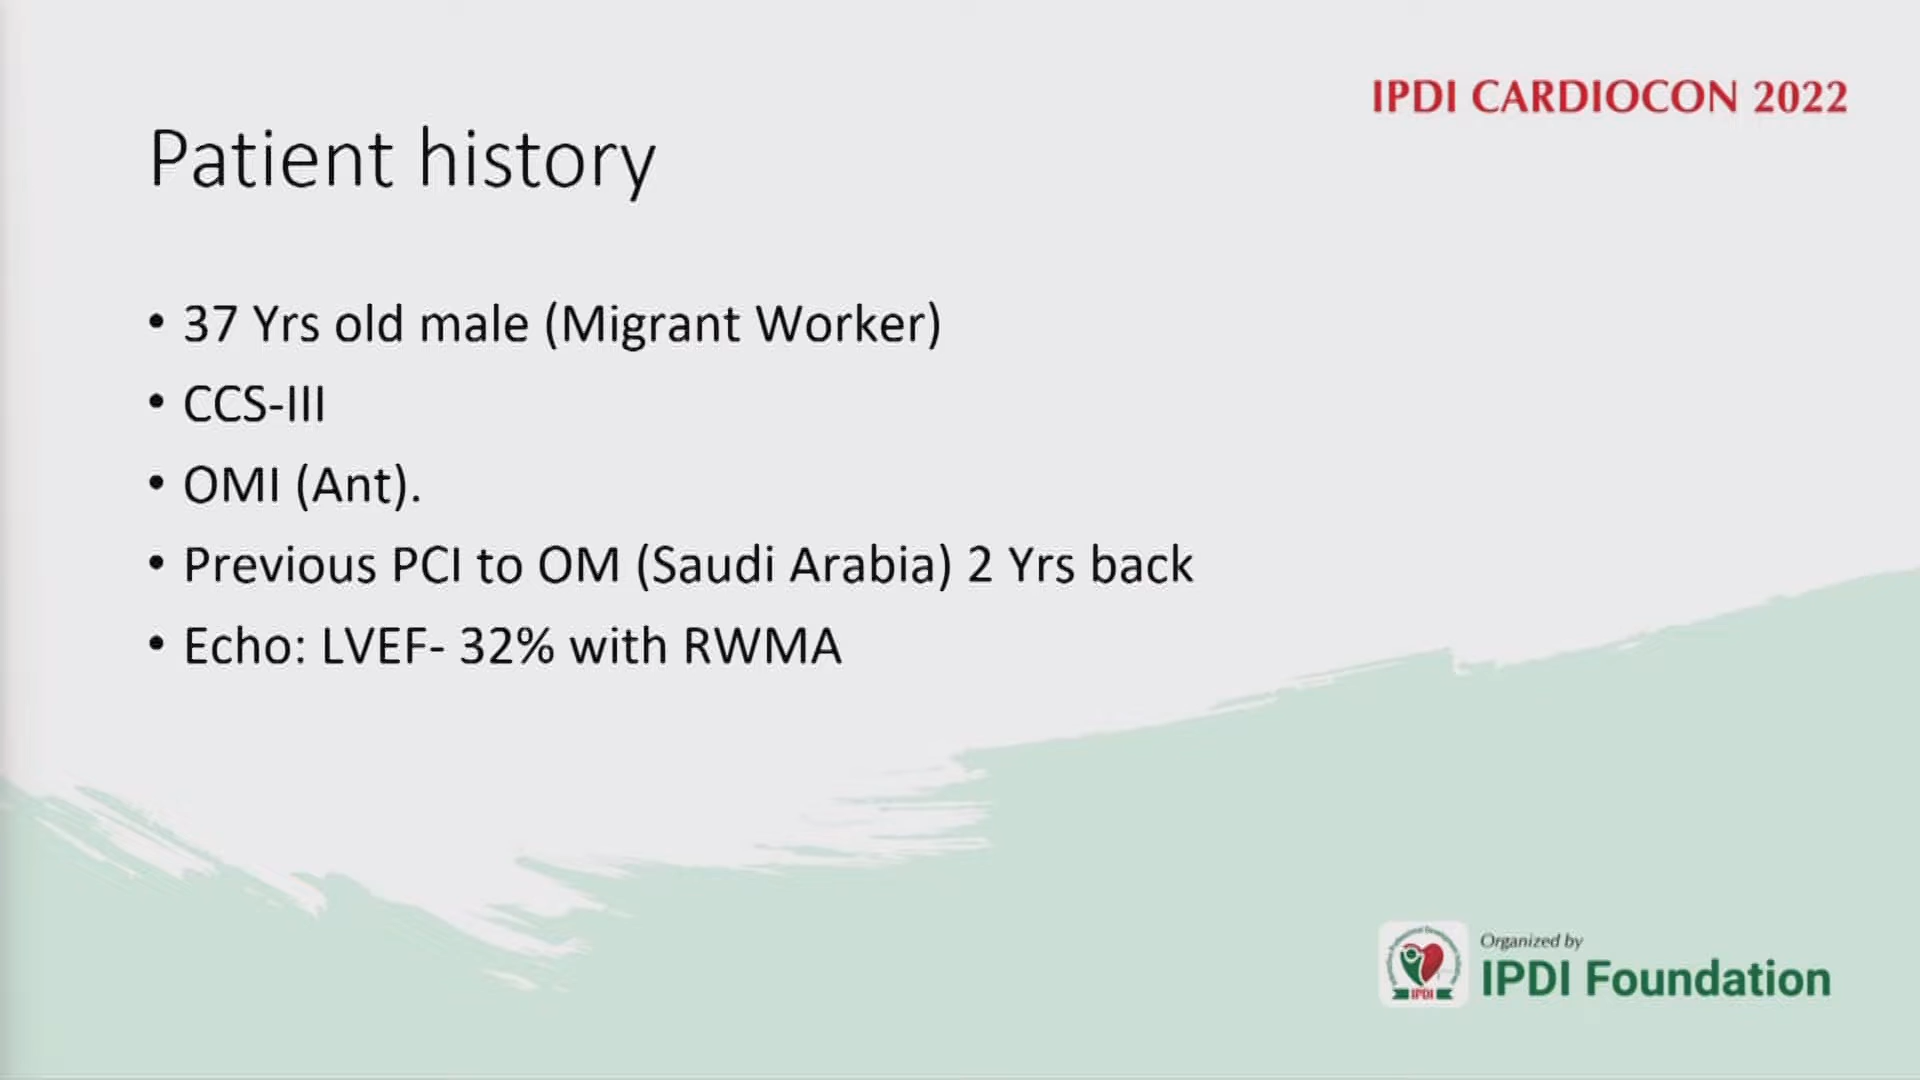 IPDI CARDIOCON 2022
Patient history
• 37 Yrs old male (Migrant Worker)
• CCS-III
• OMI (Ant).
• Previous PCI to OM (Saudi Arabia) 2 Yrs back
• Echo: LVEF- 32% with RWMA
Organized by
IPDI Foundation
IPDI